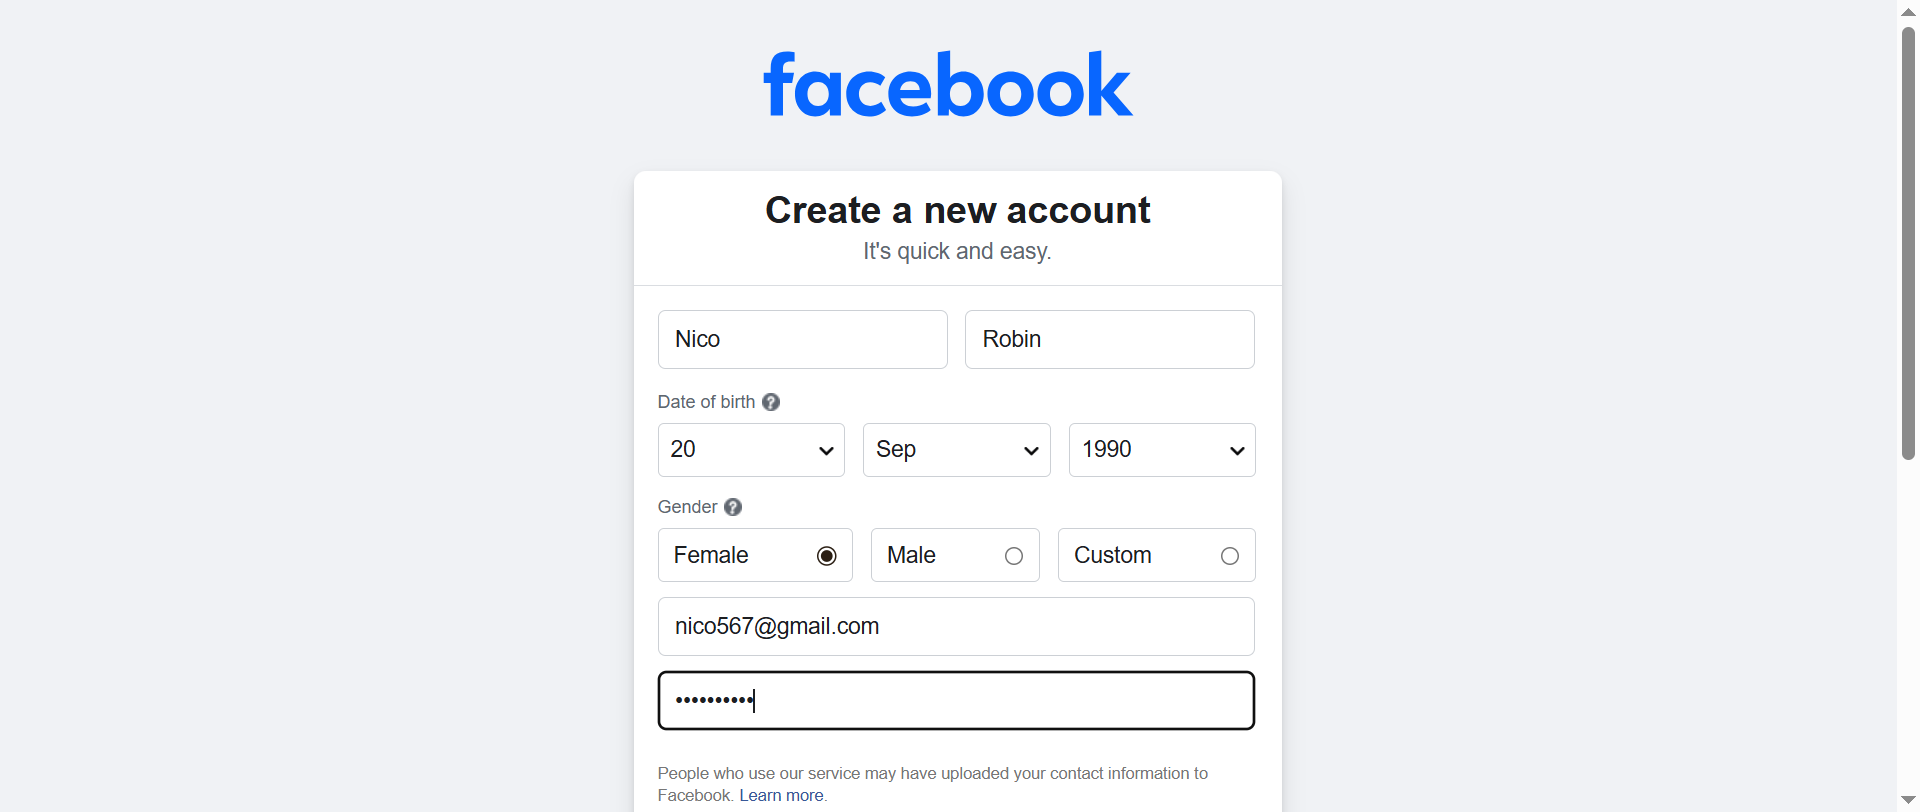 facebook
Create a new account
It's quick and easy.
Nico Robin
Date of birth ?
20 Sep 1990
Gender ?
Female Male Custom
nico567@gmail.com
••••••••••
People who use our service may have uploaded your contact information to
Facebook. Learn more.